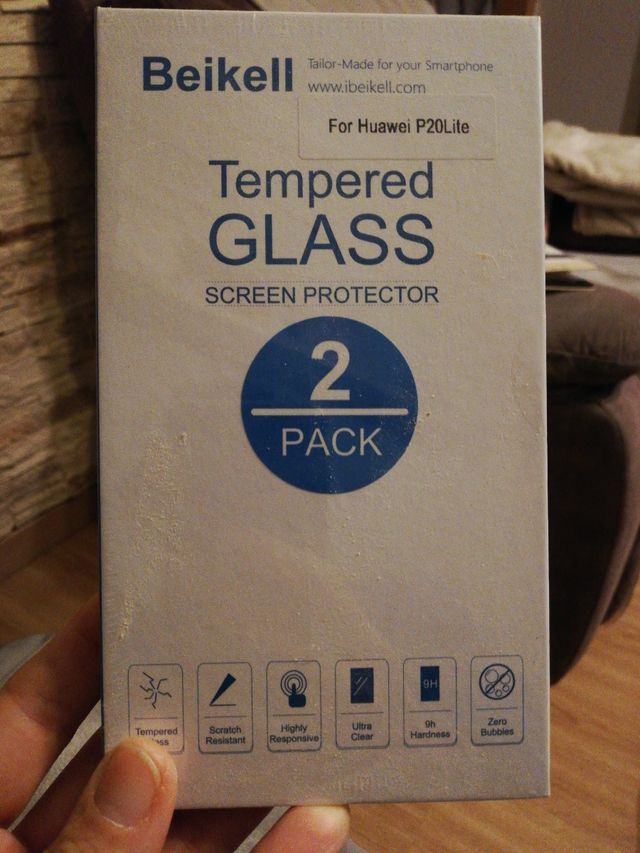 Beikell
Tailor-Made for your Smartphone
www.ibeikell.com
For Huawei P20Lite
Tempered
GLASS
SCREEN PROTECTOR
2
PACK
9H
Tempered
Scratch
Resistant
Highly
Responsive
Ultra
Clear
9h
Hardness
Zero
Bubbles